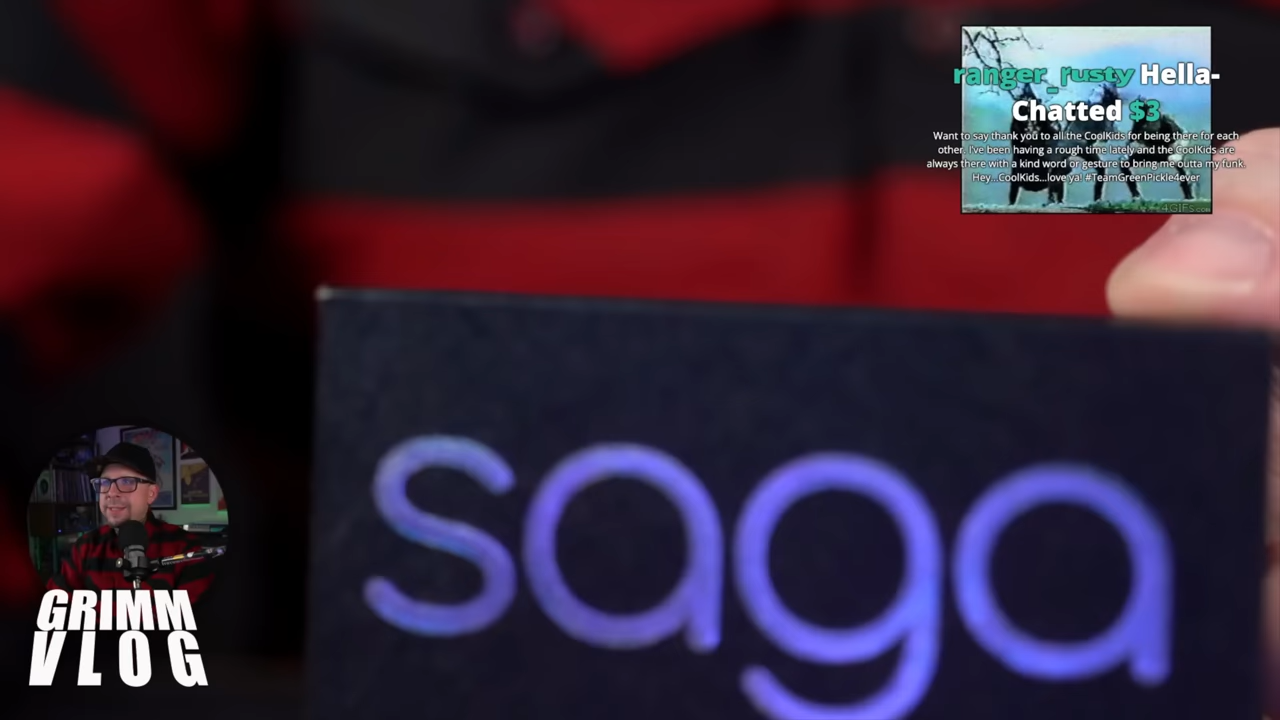 ranger_rusty Hella-
Chatted $3
Want to say thank you to all the CoolKids for being there for each
other. I've been having a rough time lately and the CoolKids are
always there with a kind word or gesture to bring me outta my funk.
Hey...CoolKids...love ya! #TeamGreenPickle4ever
4GIFs.com
saga
GRIMM
VLOG